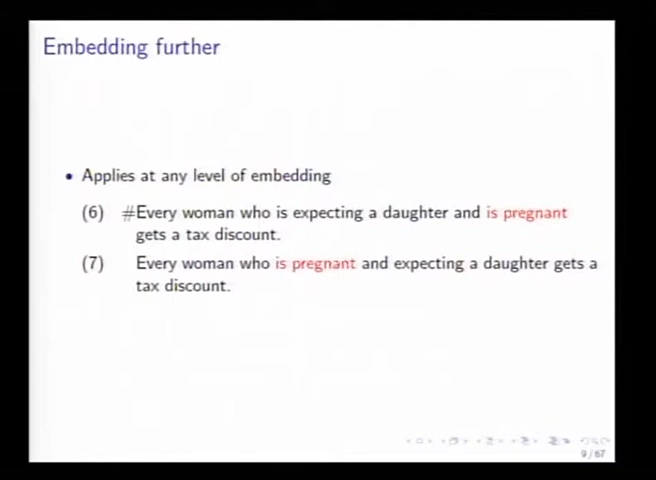 Embedding further
• Applies at any level of embedding
(6) #Every woman who is expecting a daughter and is pregnant
gets a tax discount.
(7) Every woman who is pregnant and expecting a daughter gets a
tax discount.
9/67